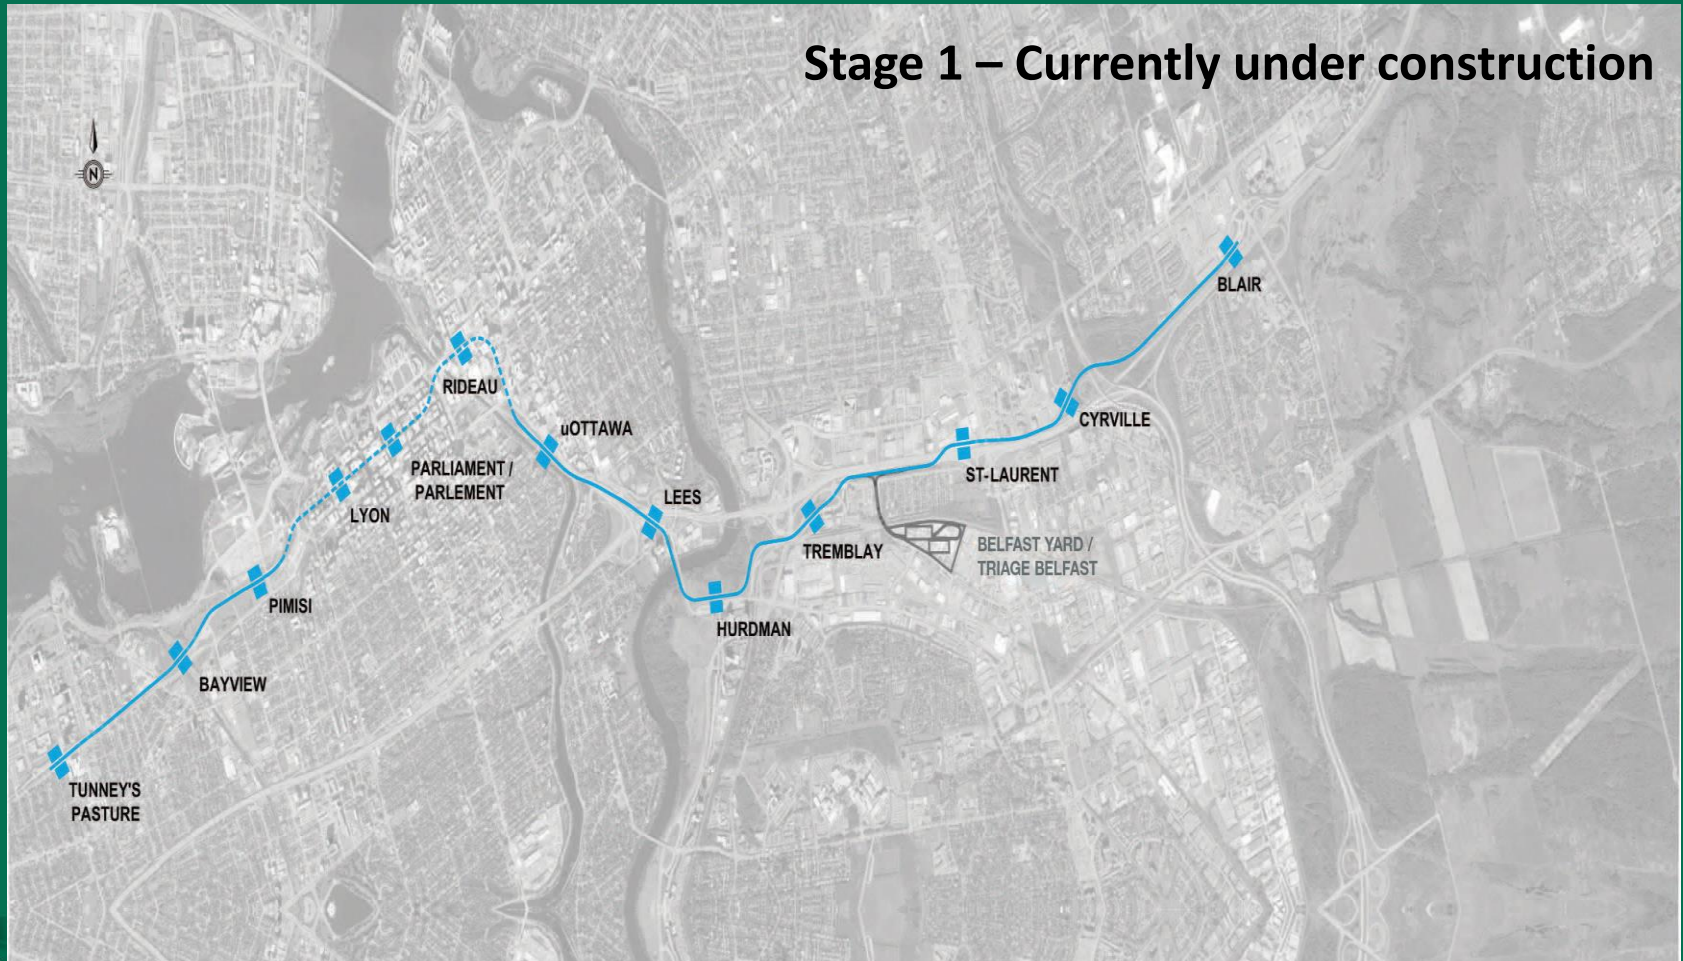 Stage 1 – Currently under construction
N
BLAIR
RIDEAU
CYRVILLE
uOTTAWA
PARLIAMENT /
PARLEMENT
ST-LAURENT
LEES
LYON
TREMBLAY
BELFAST YARD /
TRIAGE BELFAST
PIMISI
HURDMAN
BAYVIEW
TUNNEY'S
PASTURE